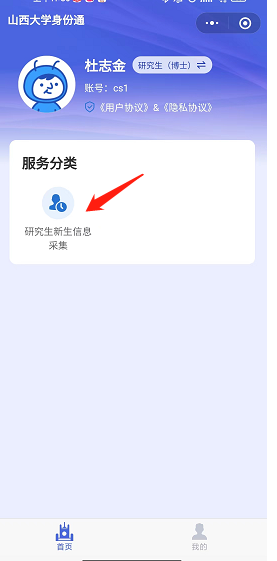 山西大学身份通
杜志金
研究生（博士）
账号：cs1
《用户协议》&《隐私协议》
服务分类
研究生新生信息
采集
首页
我的